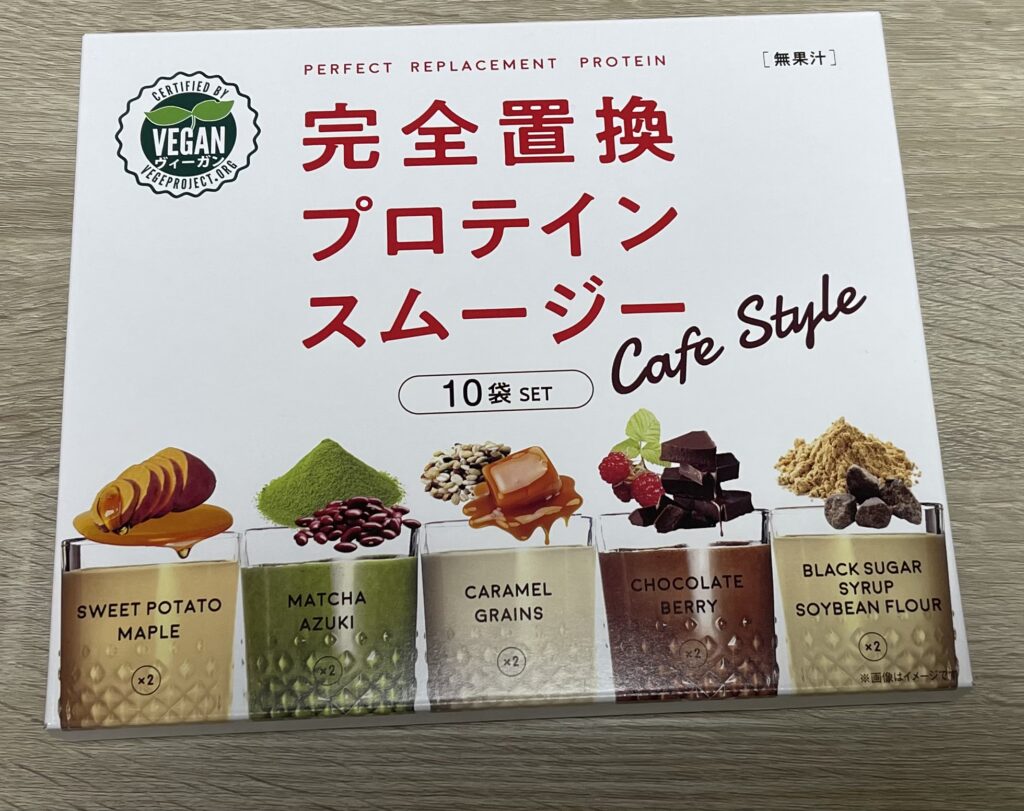 CERTIFIED BY
VEGAN
ヴィーガン
VEGEPROJECT.ORG
PERFECT REPLACEMENT PROTEIN
[無果汁]
完全置換
プロテイン
スムージー
Cafe Style
10袋 SET
SWEET POTATO
MAPLE
×2
MATCHA
AZUKI
×2
CARAMEL
GRAINS
×2
CHOCOLATE
BERRY
×2
BLACK SUGAR
SYRUP
SOYBEAN FLOUR
×2
※画像はイメージです